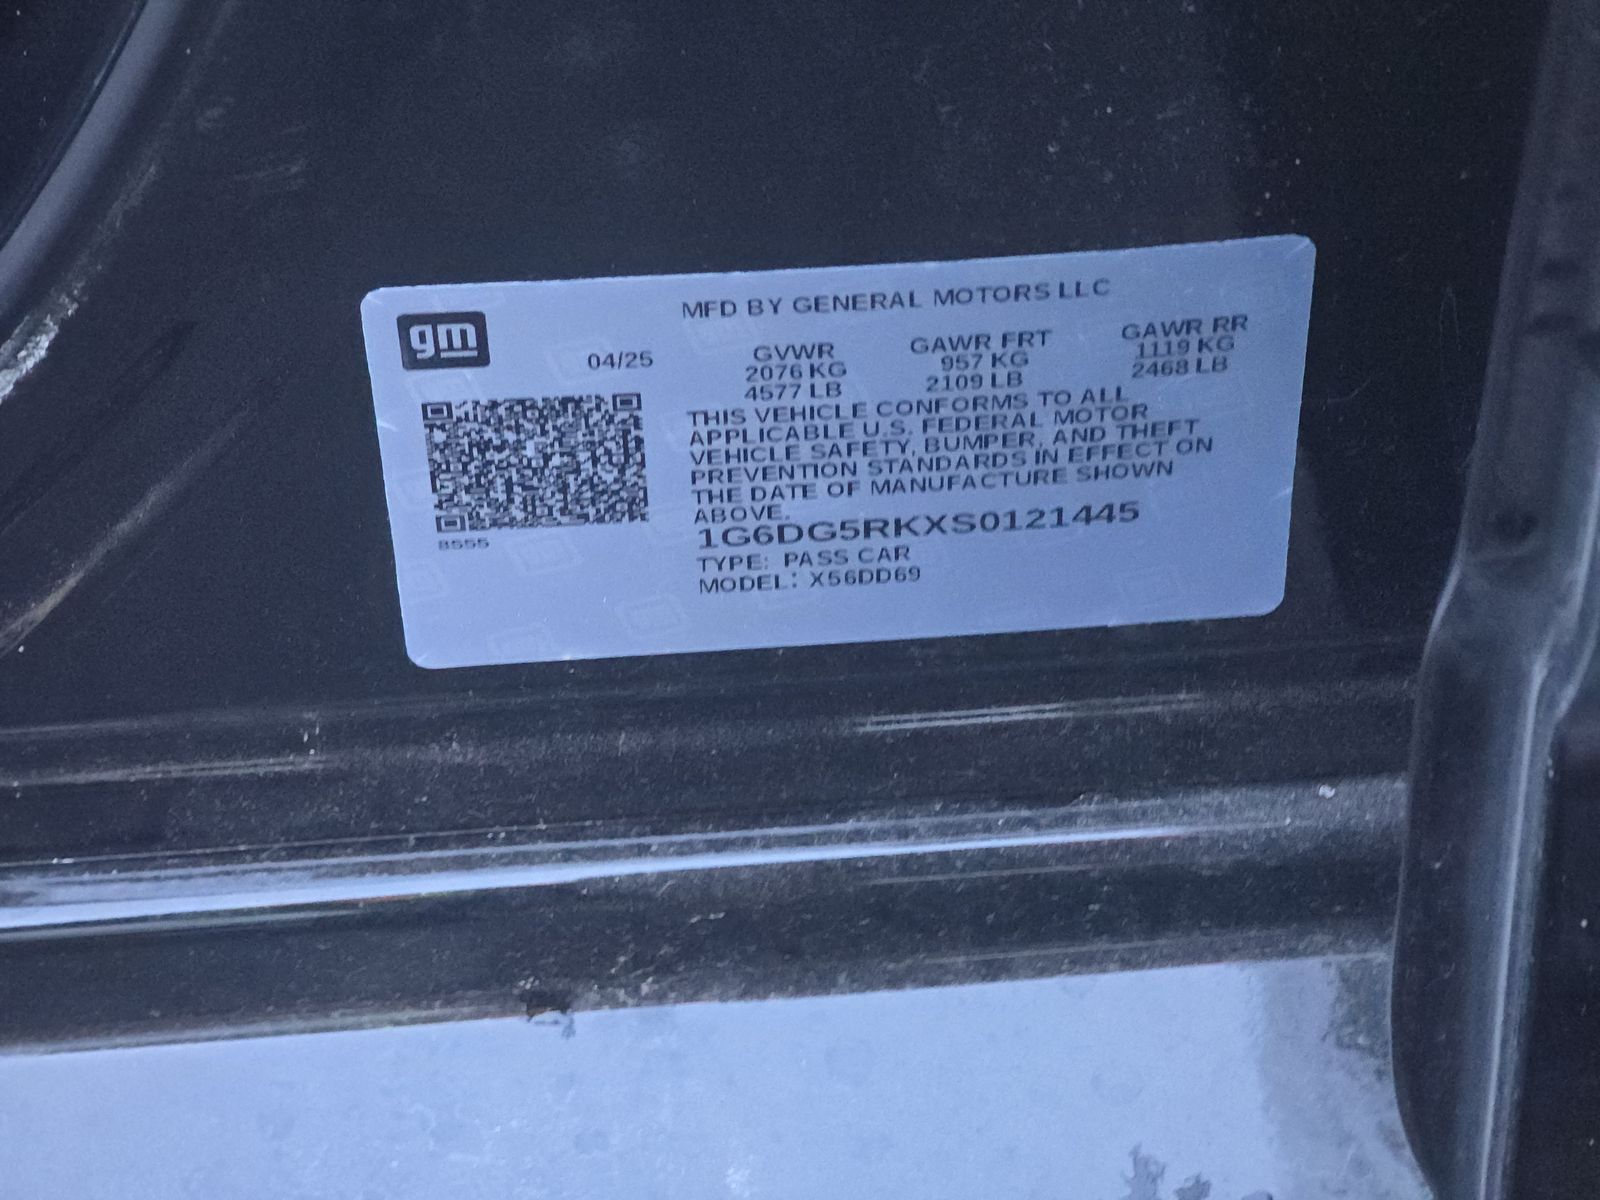 MFD BY GENERAL MOTORS LLC
gm
04/25
GVWR GAWR FRT GAWR RR
2076 KG 957 KG 1119 KG
4577 LB 2109 LB 2468 LB
THIS VEHICLE CONFORMS TO ALL
APPLICABLE U.S. FEDERAL MOTOR
VEHICLE SAFETY, BUMPER, AND THEFT
PREVENTION STANDARDS IN EFFECT ON
THE DATE OF MANUFACTURE SHOWN
ABOVE.
1G6DG5RKXS0121445
8555
TYPE: PASS CAR
MODEL: X56DD69